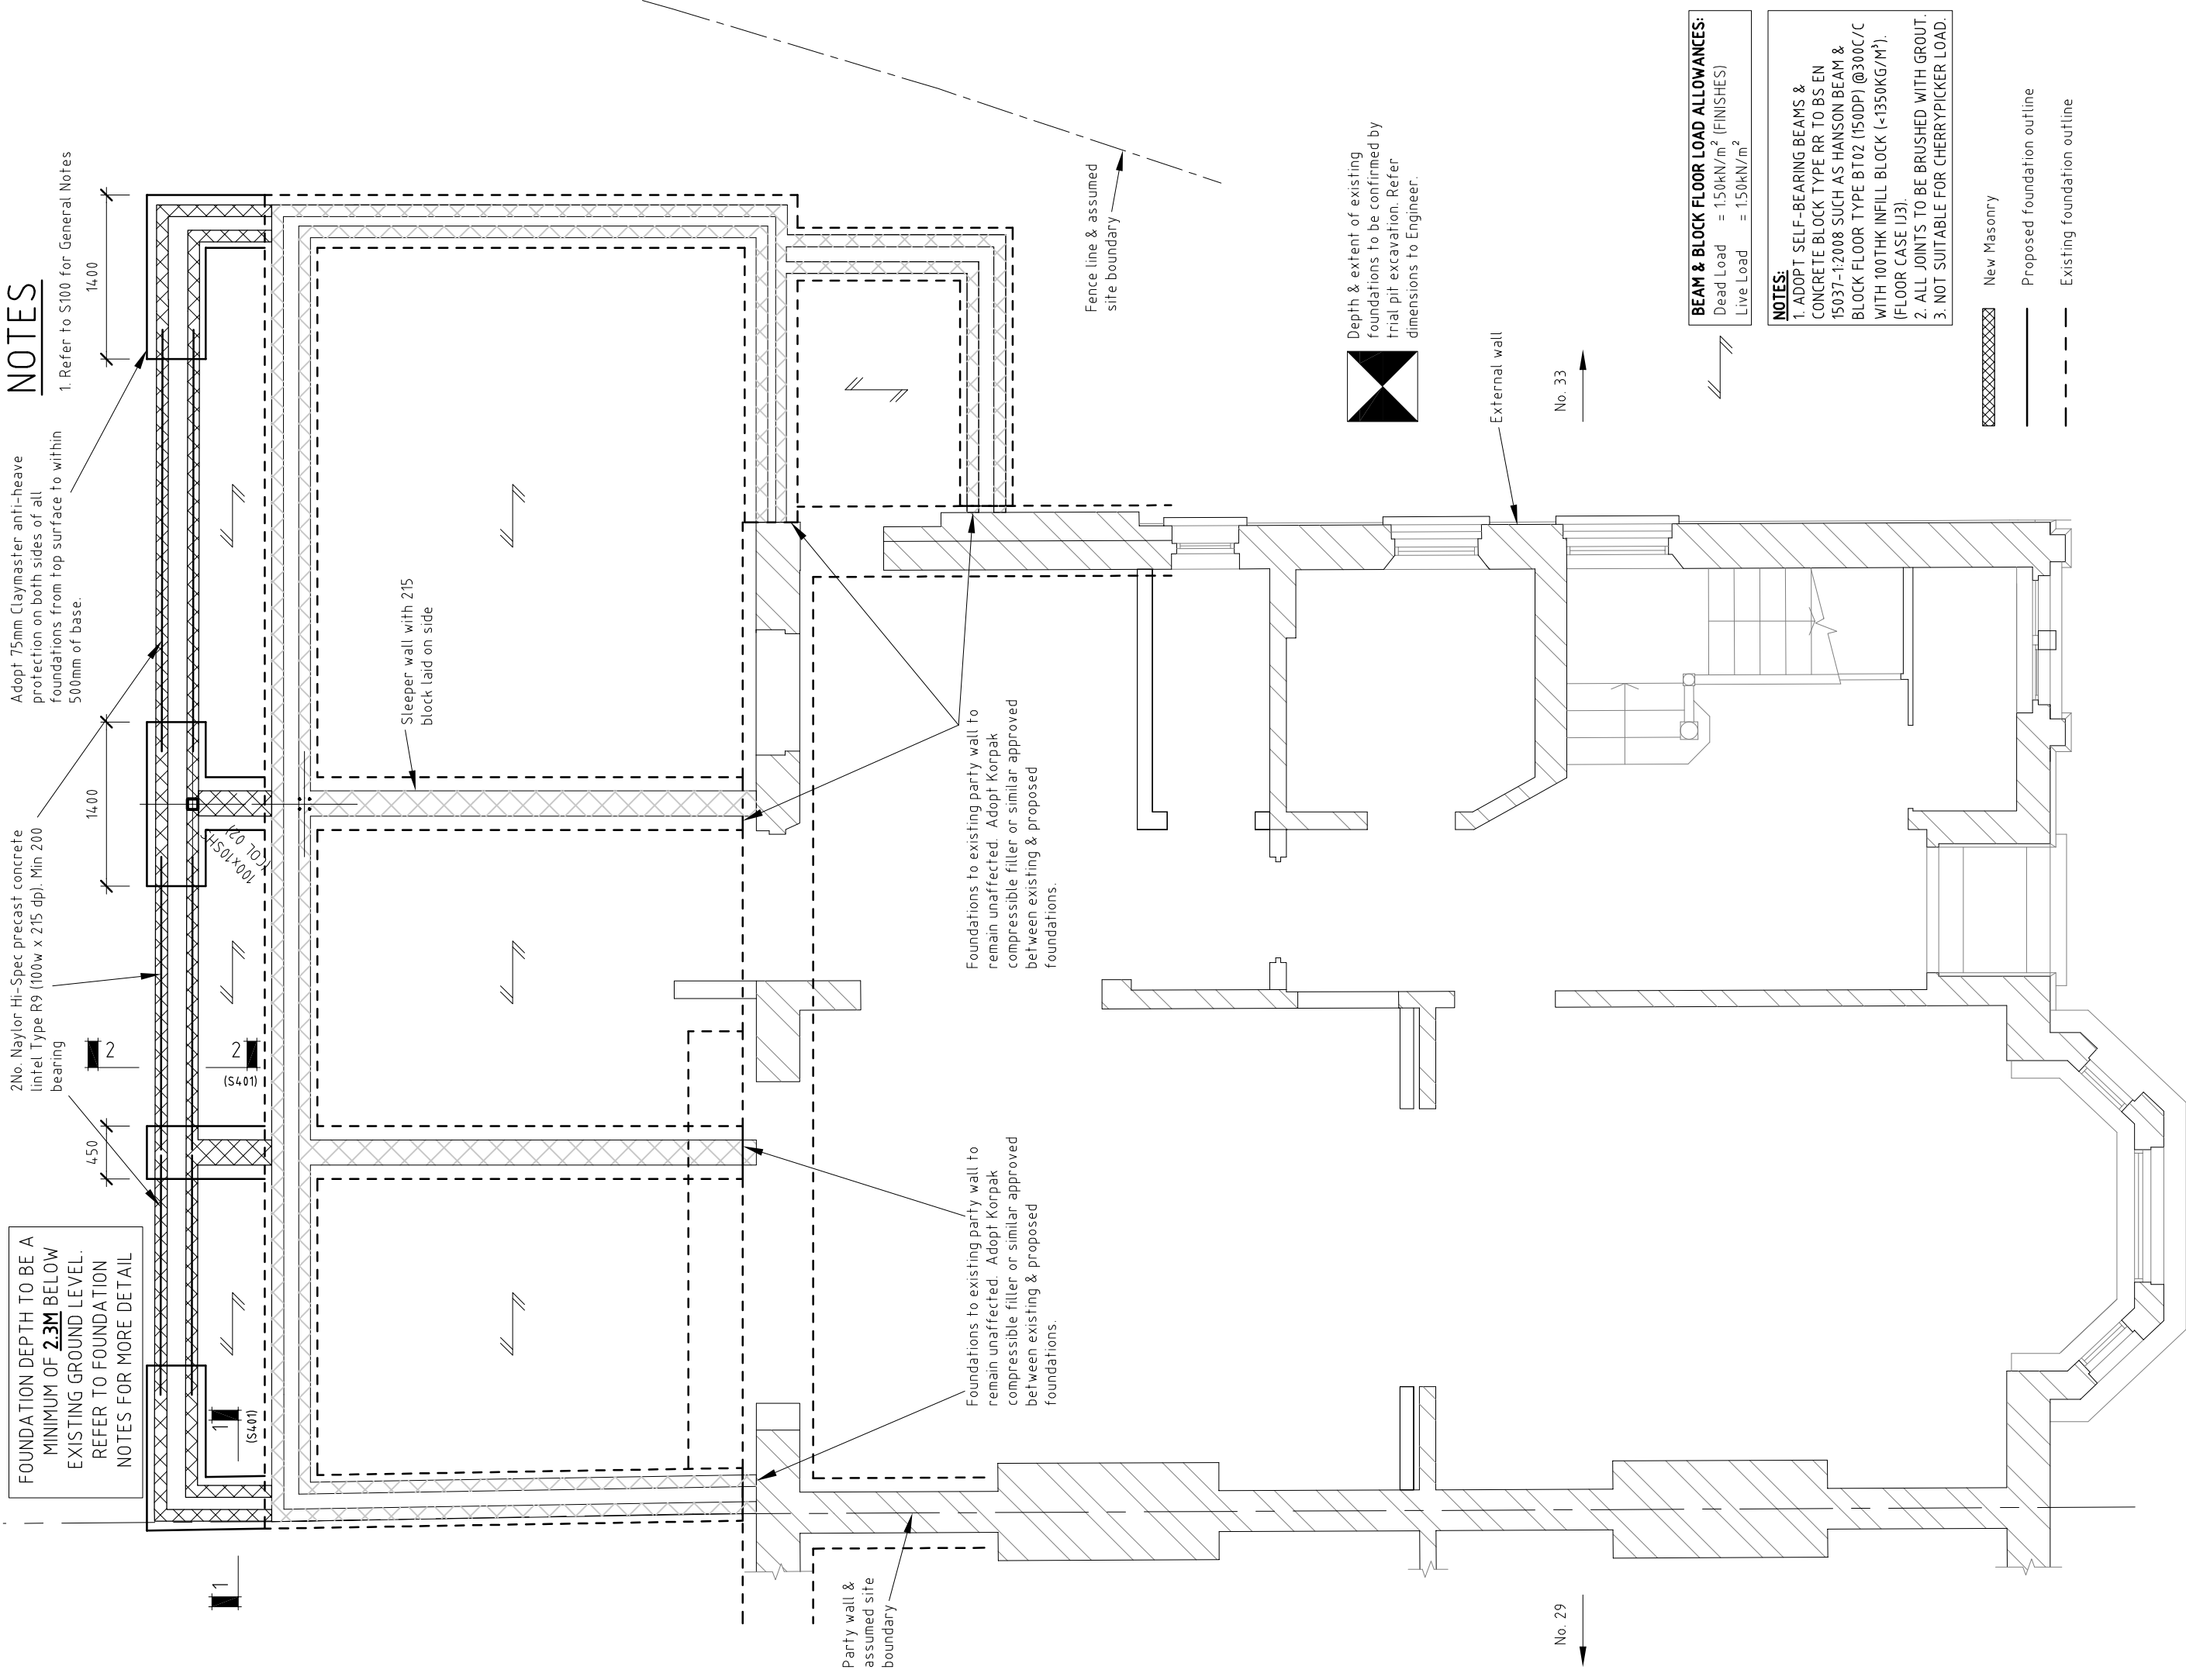 NOTES
1. Refer to S100 for General Notes
FOUNDATION DEPTH TO BE A
MINIMUM OF 2.3M BELOW
EXISTING GROUND LEVEL.
REFER TO FOUNDATION
NOTES FOR MORE DETAIL
2No. Naylor Hi-Spec precast concrete
lintel Type R9 (100w x 215 dp). Min 200
bearing
Adopt 75mm Claymaster anti-heave
protection on both sides of all
foundations from top surface to within
500mm of base.
450
1400
1400
1
1
(S401)
2
2
(S401)
100x10SHS
(COL 02)
Sleeper wall with 215
block laid on side
Party wall &
assumed site
boundary
Foundations to existing party wall to
remain unaffected. Adopt Korpak
compressible filler or similar approved
between existing & proposed
foundations.
Foundations to existing party wall to
remain unaffected. Adopt Korpak
compressible filler or similar approved
between existing & proposed
foundations.
Fence line & assumed
site boundary
Depth & extent of existing
foundations to be confirmed by
trial pit excavation. Refer
dimensions to Engineer.
External wall
No. 29
No. 33
BEAM & BLOCK FLOOR LOAD ALLOWANCES:
Dead Load = 1.50kN/m² (FINISHES)
Live Load = 1.50kN/m²
NOTES:
1. ADOPT SELF-BEARING BEAMS &
CONCRETE BLOCK TYPE RR TO BS EN
15037-1:2008 SUCH AS HANSON BEAM &
BLOCK FLOOR TYPE BT02 (150DP) @300C/C
WITH 100THK INFILL BLOCK (<1350KG/M³).
(FLOOR CASE JJ3).
2. ALL JOINTS TO BE BRUSHED WITH GROUT.
3. NOT SUITABLE FOR CHERRYPICKER LOAD.
New Masonry
Proposed foundation outline
Existing foundation outline